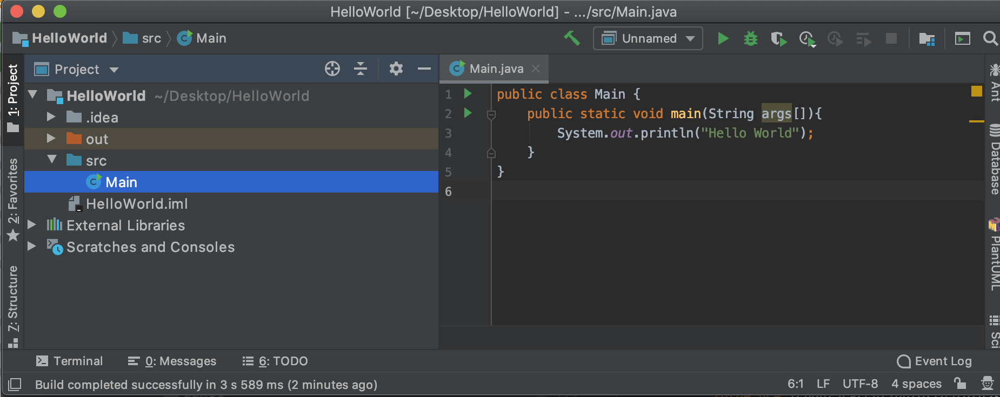 HelloWorld [~/Desktop/HelloWorld] - .../src/Main.java
HelloWorld src Main
Unnamed
1: Project
2: Favorites
7: Structure
Project
HelloWorld ~/Desktop/HelloWorld
.idea
out
src
Main
HelloWorld.iml
External Libraries
Scratches and Consoles
Main.java
1 public class Main {
2 public static void main(String args[]){
3 System.out.println("Hello World");
4 }
5 }
6
Ant
Database
PlantUML
Sci
Terminal 0: Messages 6: TODO Event Log
Build completed successfully in 3 s 589 ms (2 minutes ago) 6:1 LF UTF-8 4 spaces